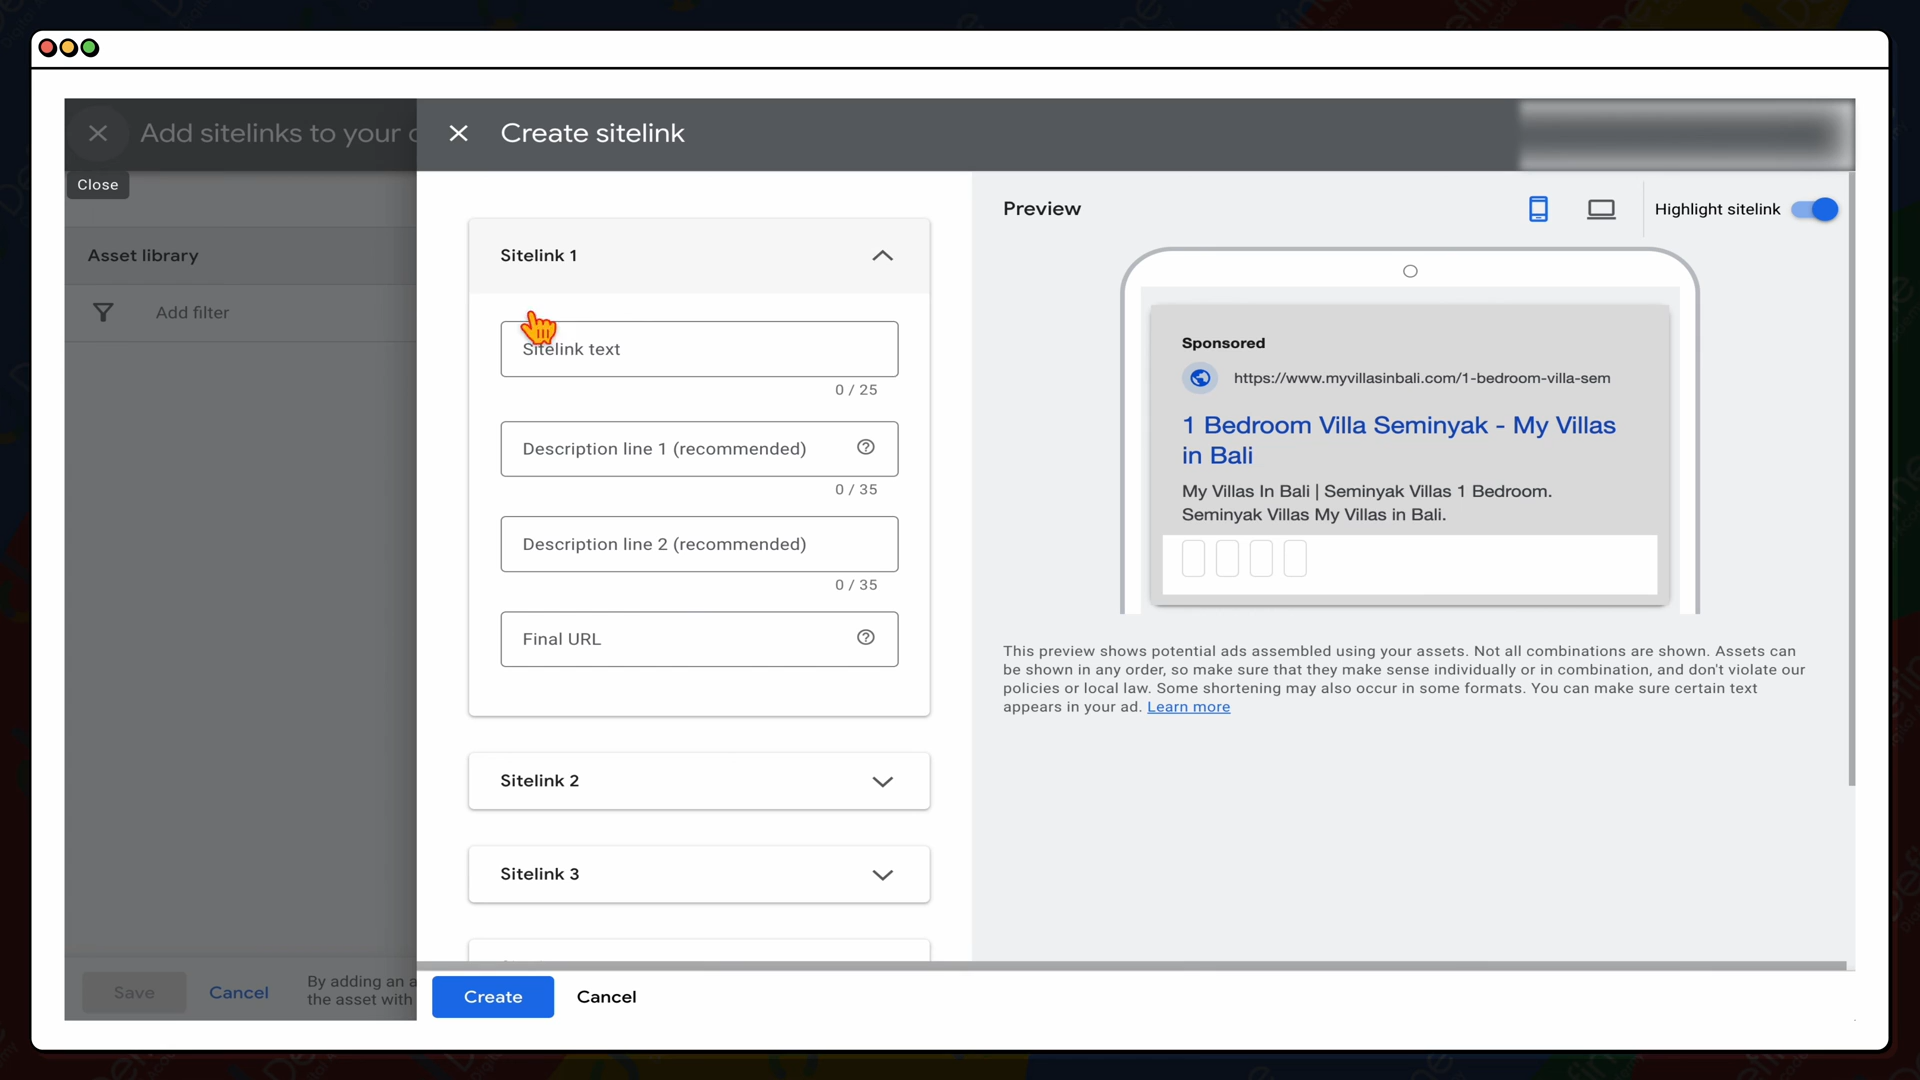 Add sitelinks to your c
Close
Asset library
Add filter
Save
Cancel
By adding an a
the asset with
Create sitelink
Sitelink 1
Sitelink text
0 / 25
Description line 1 (recommended)
0 / 35
Description line 2 (recommended)
0 / 35
Final URL
Sitelink 2
Sitelink 3
Create
Cancel
Preview
Highlight sitelink
Sponsored
https://www.myvillasinbali.com/1-bedroom-villa-sem
1 Bedroom Villa Seminyak - My Villas
in Bali
My Villas In Bali | Seminyak Villas 1 Bedroom.
Seminyak Villas My Villas in Bali.
This preview shows potential ads assembled using your assets. Not all combinations are shown. Assets can
be shown in any order, so make sure that they make sense individually or in combination, and don't violate our
policies or local law. Some shortening may also occur in some formats. You can make sure certain text
appears in your ad. Learn more